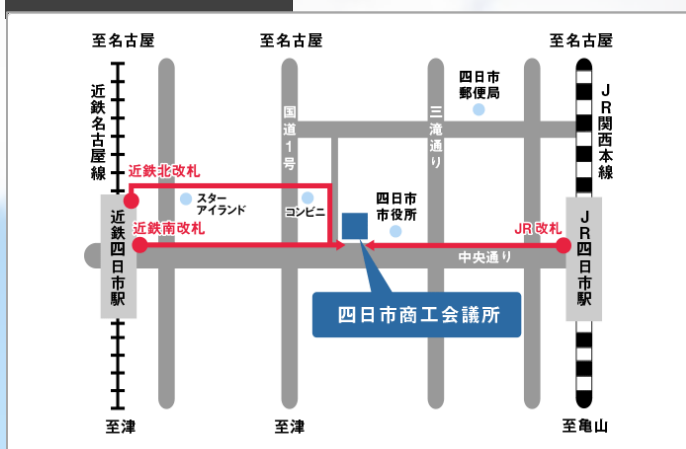 至名古屋
至名古屋
至名古屋
近鉄名古屋線
国道1号
三滝通り
四日市
郵便局
JR関西本線
近鉄北改札
スター
アイランド
コンビニ
四日市
市役所
近鉄南改札
JR改札
近鉄四日市駅
中央通り
JR四日市駅
四日市商工会議所
至津
至津
至亀山